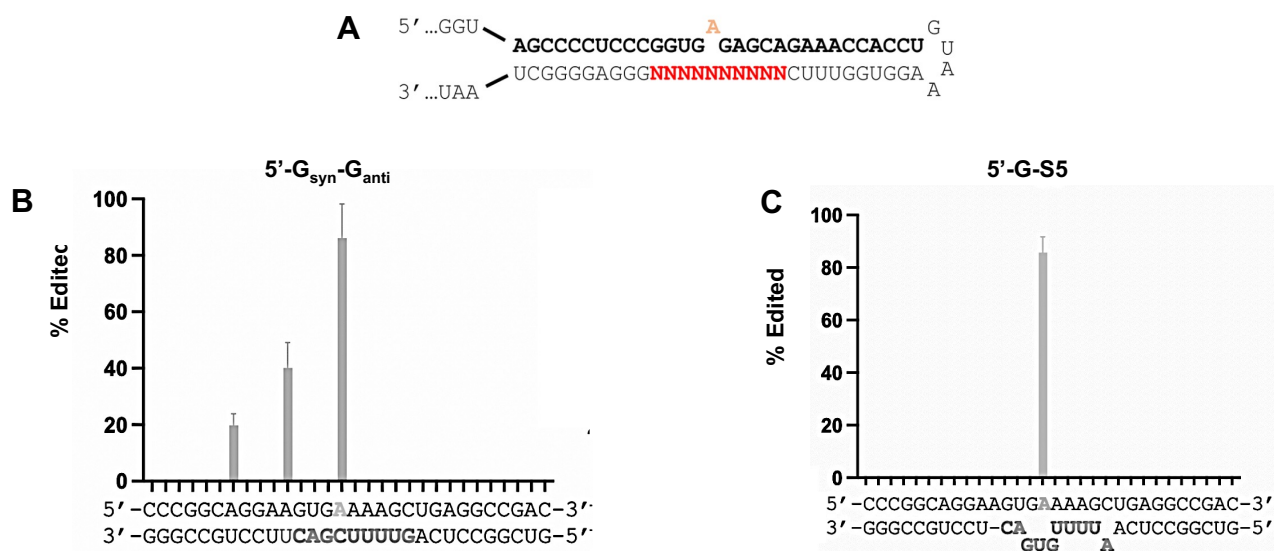 A
5′…GGU
A
G
AGCCCCUCCCGGUG GAGCAGAAACCACCU
U
UCGGGGAGGGNNNNNNNNNNCUUUGGUGGA
A
3′…UAA
A
B
5'-Gsyn-Ganti
% Editec
100
80
60
40
20
0
5′-CCCGGCAGGAAGUGAAAAGCUGAGGCCGAC-3′
3′-GGGCCGUCCUUCAGCUUUUGACUCCGGCUG-5′
C
5'-G-S5
% Edited
100
80
60
40
20
0
5′-CCCGGCAGGAAGUGAAAAGCUGAGGCCGAC-3′
3′-GGGCCGUCCU-CA UUUU ACUCCGGCUG-5′
GUG A